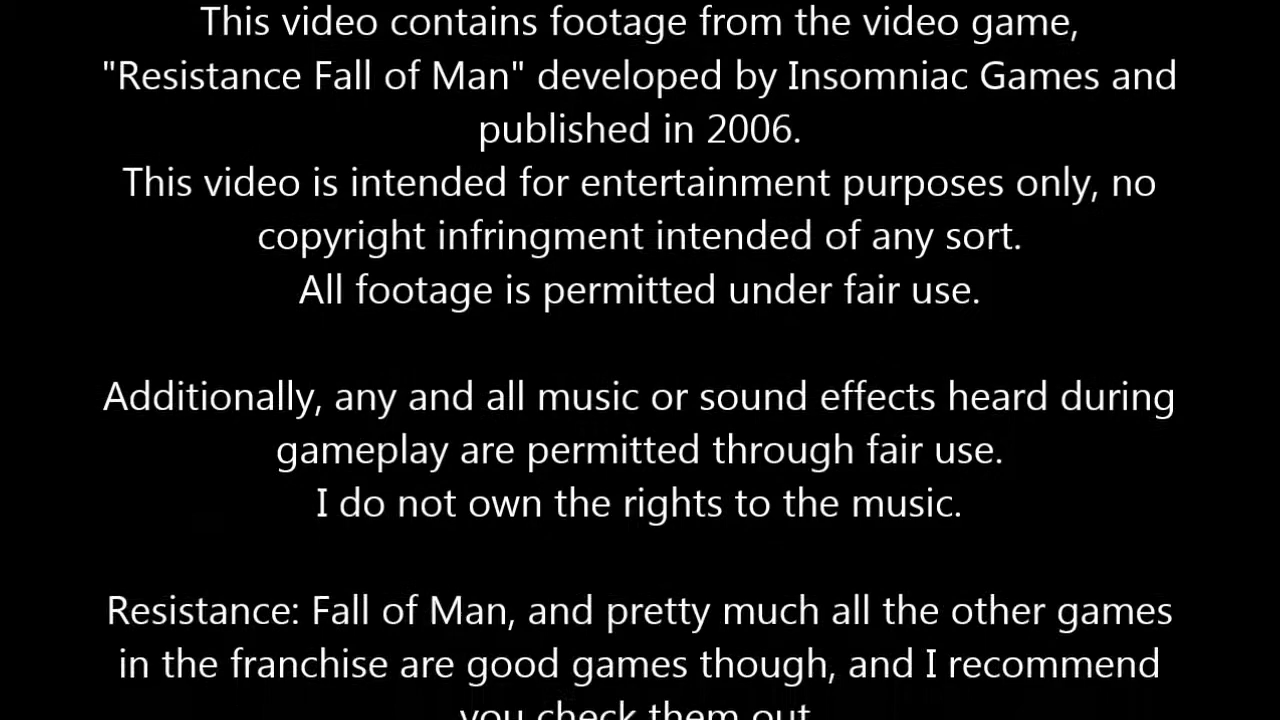 This video contains footage from the video game,
"Resistance Fall of Man" developed by Insomniac Games and
published in 2006.
This video is intended for entertainment purposes only, no
copyright infringment intended of any sort.
All footage is permitted under fair use.
Additionally, any and all music or sound effects heard during
gameplay are permitted through fair use.
I do not own the rights to the music.
Resistance: Fall of Man, and pretty much all the other games
in the franchise are good games though, and I recommend
you check them out